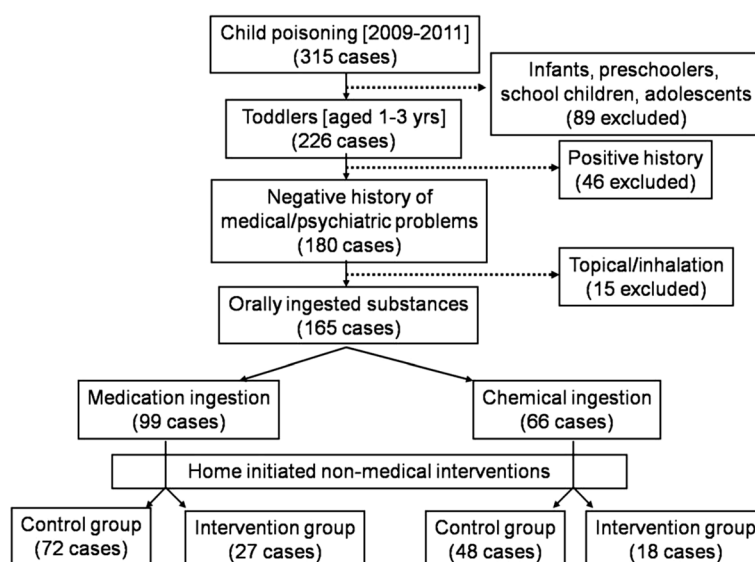 Child poisoning [2009-2011]
(315 cases)
Infants, preschoolers,
school children, adolescents
(89 excluded)
Toddlers [aged 1-3 yrs]
(226 cases)
Positive history
(46 excluded)
Negative history of
medical/psychiatric problems
(180 cases)
Topical/inhalation
(15 excluded)
Orally ingested substances
(165 cases)
Medication ingestion
(99 cases)
Chemical ingestion
(66 cases)
Home initiated non-medical interventions
Control group
(72 cases)
Intervention group
(27 cases)
Control group
(48 cases)
Intervention group
(18 cases)